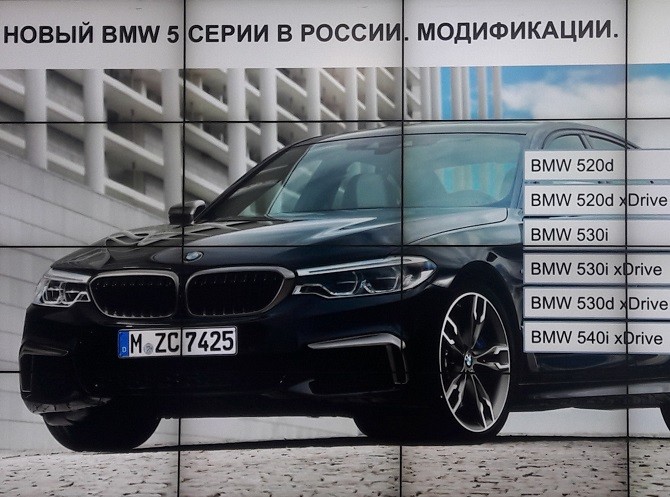 НОВЫЙ BMW 5 СЕРИИ В РОССИИ. МОДИФИКАЦИИ.
BMW 520d
BMW 520d xDrive
BMW 530i
BMW 530i xDrive
BMW 530d xDrive
BMW 540i xDrive
M ZC 7425